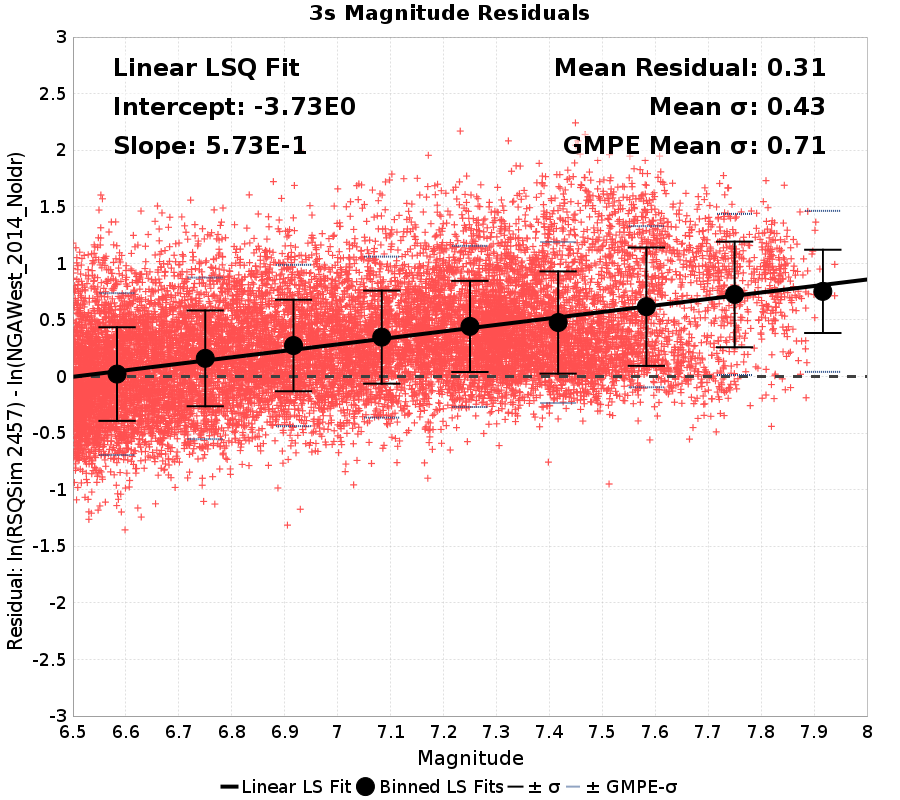 3s Magnitude Residuals
Linear LSQ Fit
Intercept: -3.73E0
Slope: 5.73E-1
Mean Residual: 0.31
Mean σ: 0.43
GMPE Mean σ: 0.71
Residual: ln(RSQSim 2457) - ln(NGAWest_2014_NoIdr)
3
2.5
2
1.5
1
0.5
0
-0.5
-1
-1.5
-2
-2.5
-3
6.5 6.6 6.7 6.8 6.9 7 7.1 7.2 7.3 7.4 7.5 7.6 7.7 7.8 7.9 8
Magnitude
Linear LS Fit Binned LS Fits ± σ ± GMPE-σ